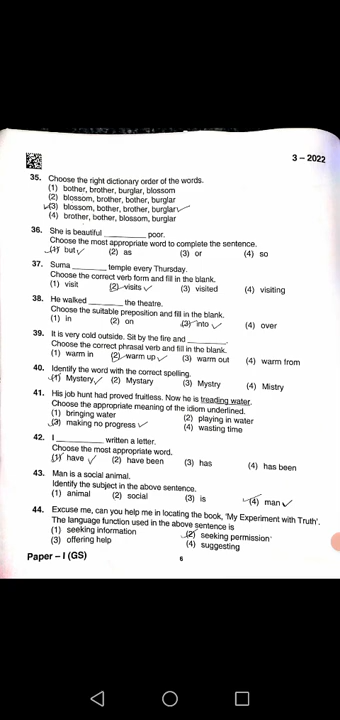 3 – 2022
35. Choose the right dictionary order of the words.
(1) bother, brother, burglar, blossom
(2) blossom, brother, bother, burglar
(3) blossom, bother, brother, burglar
(4) brother, bother, blossom, burglar
36. She is beautiful ________ poor.
Choose the most appropriate word to complete the sentence.
(1) but (2) as (3) or (4) so
37. Suma ________ temple every Thursday.
Choose the correct verb form and fill in the blank.
(1) visit (2) visits (3) visited (4) visiting
38. He walked ________ the theatre.
Choose the suitable preposition and fill in the blank.
(1) in (2) on (3) into (4) over
39. It is very cold outside. Sit by the fire and ________.
Choose the correct phrasal verb and fill in the blank.
(1) warm in (2) warm up (3) warm out (4) warm from
40. Identify the word with the correct spelling.
(1) Mystery (2) Mystary (3) Mystry (4) Mistry
41. His job hunt had proved fruitless. Now he is treading water.
Choose the appropriate meaning of the idiom underlined.
(1) bringing water (2) playing in water
(3) making no progress (4) wasting time
42. I ________ written a letter.
Choose the most appropriate word.
(1) have (2) have been (3) has (4) has been
43. Man is a social animal.
Identify the subject in the above sentence.
(1) animal (2) social (3) is (4) man
44. Excuse me, can you help me in locating the book, 'My Experiment with Truth'.
The language function used in the above sentence is
(1) seeking information (2) seeking permission
(3) offering help (4) suggesting
Paper – I (GS) 6